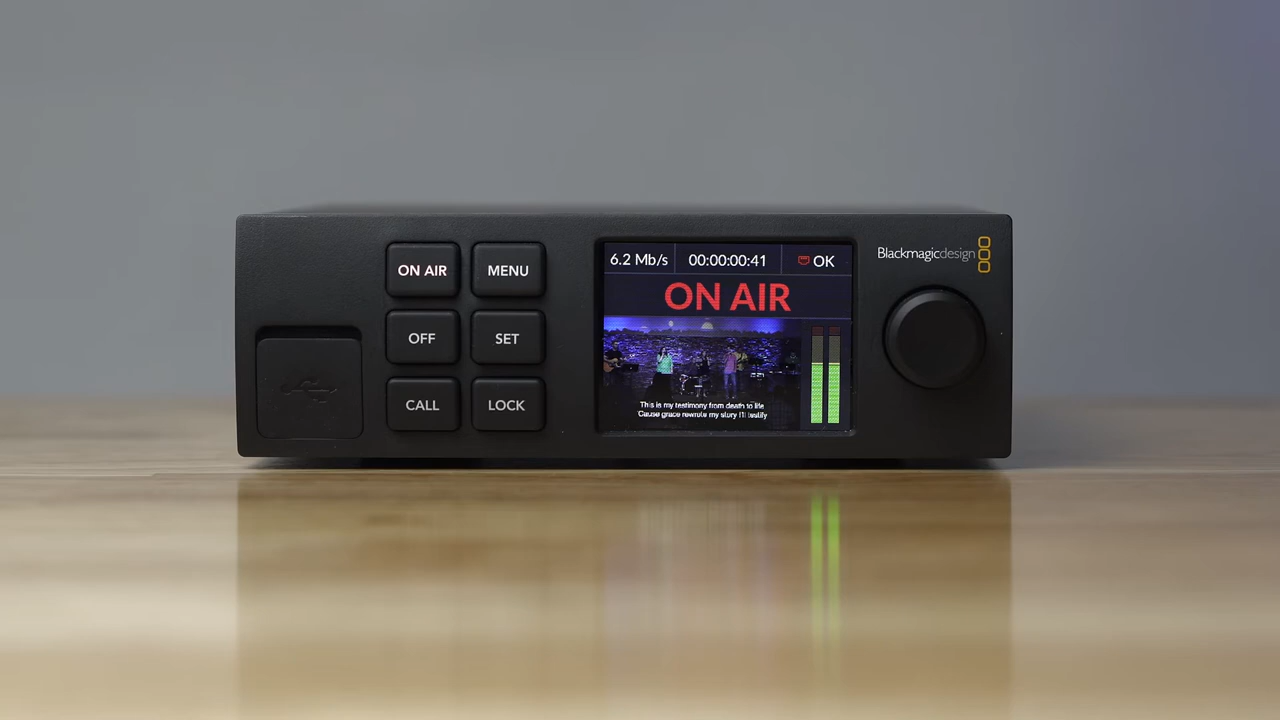 ON AIR
MENU
OFF
SET
CALL
LOCK
6.2 Mb/s
00:00:00:41
OK
ON AIR
This is my testimony from death to life
'Cause grace rewrote my story I'll testify
Blackmagicdesign